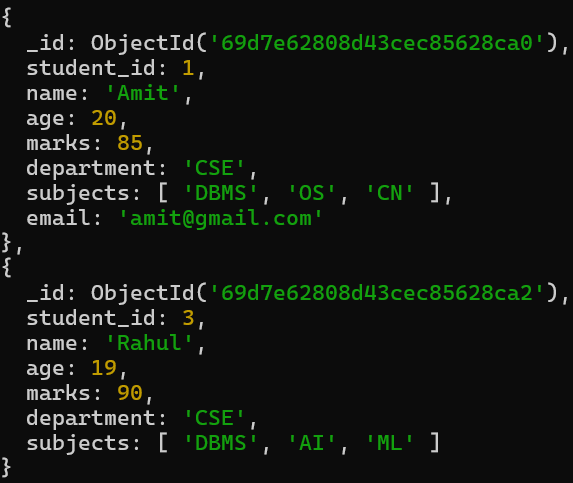 {
  _id: ObjectId('69d7e62808d43cec85628ca0'),
  student_id: 1,
  name: 'Amit',
  age: 20,
  marks: 85,
  department: 'CSE',
  subjects: [ 'DBMS', 'OS', 'CN' ],
  email: 'amit@gmail.com'
},
{
  _id: ObjectId('69d7e62808d43cec85628ca2'),
  student_id: 3,
  name: 'Rahul',
  age: 19,
  marks: 90,
  department: 'CSE',
  subjects: [ 'DBMS', 'AI', 'ML' ]
}